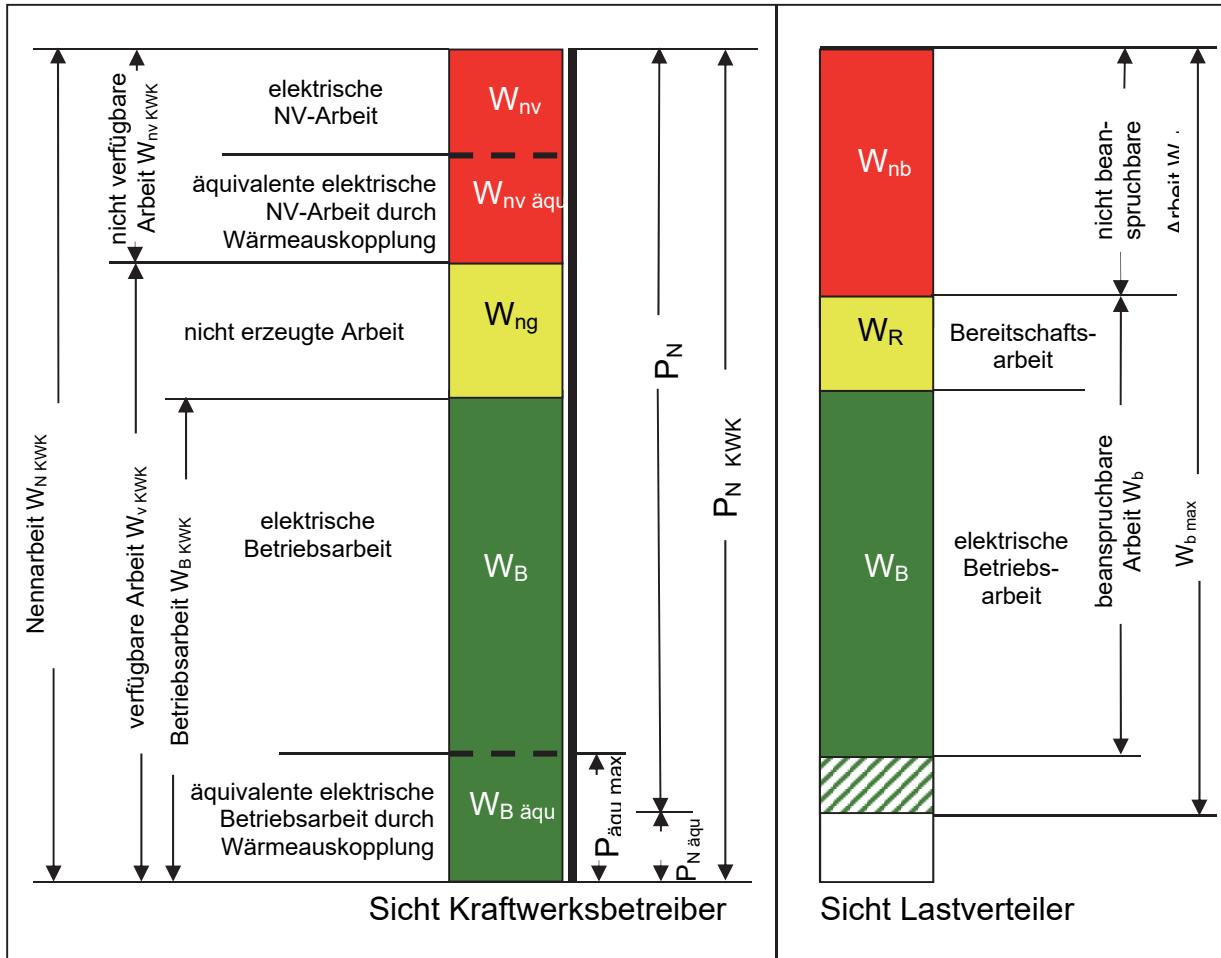 Nennarbeit W_N KWK
nicht verfügbare
Arbeit W_nv KWK
verfügbare Arbeit W_v KWK
Betriebsarbeit W_B KWK
elektrische
NV-Arbeit
äquivalente elektrische
NV-Arbeit durch
Wärmeauskopplung
nicht erzeugte Arbeit
elektrische
Betriebsarbeit
äquivalente elektrische
Betriebsarbeit durch
Wärmeauskopplung
W_nv
W_nv äqu
W_ng
W_B
W_B äqu
P_äqu max
P_N
P_N äqu
P_N KWK
Sicht Kraftwerksbetreiber
W_nb
W_R
W_B
Bereitschafts-
arbeit
elektrische
Betriebs-
arbeit
nicht bean-
spruchbare
Arbeit
beanspruchbare
Arbeit W_b
W_b max
Sicht Lastverteiler